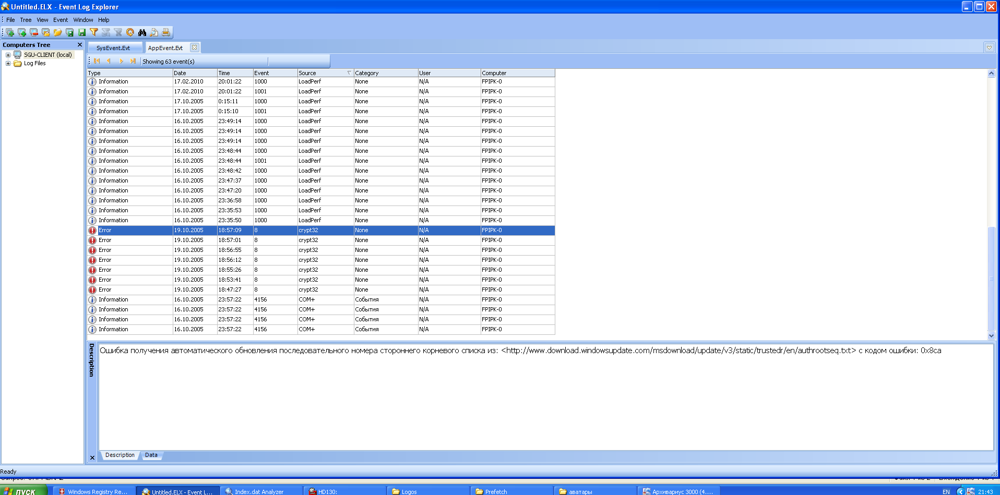 Untitled.ELX - Event Log Explorer
File Tree View Event Window Help
Computers Tree
SGU-CLIENT (local)
Log Files
SysEvent.Evt AppEvent.Evt
Showing 63 event(s)
Type Date Time Event Source Category User Computer
Information 17.02.2010 20:01:22 1000 LoadPerf None N/A FPIPK-0
Information 17.02.2010 20:01:22 1001 LoadPerf None N/A FPIPK-0
Information 17.10.2005 0:15:11 1000 LoadPerf None N/A FPIPK-0
Information 17.10.2005 0:15:10 1001 LoadPerf None N/A FPIPK-0
Information 16.10.2005 23:49:14 1000 LoadPerf None N/A FPIPK-0
Information 16.10.2005 23:49:14 1000 LoadPerf None N/A FPIPK-0
Information 16.10.2005 23:49:14 1000 LoadPerf None N/A FPIPK-0
Information 16.10.2005 23:48:44 1000 LoadPerf None N/A FPIPK-0
Information 16.10.2005 23:48:44 1001 LoadPerf None N/A FPIPK-0
Information 16.10.2005 23:48:42 1000 LoadPerf None N/A FPIPK-0
Information 16.10.2005 23:47:37 1000 LoadPerf None N/A FPIPK-0
Information 16.10.2005 23:47:20 1000 LoadPerf None N/A FPIPK-0
Information 16.10.2005 23:36:58 1000 LoadPerf None N/A FPIPK-0
Information 16.10.2005 23:35:53 1000 LoadPerf None N/A FPIPK-0
Information 16.10.2005 23:35:50 1000 LoadPerf None N/A FPIPK-0
Error 19.10.2005 18:57:09 8 crypt32 None N/A FPIPK-0
Error 19.10.2005 18:57:01 8 crypt32 None N/A FPIPK-0
Error 19.10.2005 18:56:55 8 crypt32 None N/A FPIPK-0
Error 19.10.2005 18:56:12 8 crypt32 None N/A FPIPK-0
Error 19.10.2005 18:55:26 8 crypt32 None N/A FPIPK-0
Error 19.10.2005 18:53:41 8 crypt32 None N/A FPIPK-0
Error 19.10.2005 18:47:27 8 crypt32 None N/A FPIPK-0
Information 16.10.2005 23:57:22 4156 COM+ События N/A FPIPK-0
Information 16.10.2005 23:57:22 4156 COM+ События N/A FPIPK-0
Information 16.10.2005 23:57:22 4156 COM+ События N/A FPIPK-0
Information 16.10.2005 23:57:22 4156 COM+ События N/A FPIPK-0
Description
Ошибка получения автоматического обновления последовательного номера стороннего корневого списка из: <http://www.download.windowsupdate.com/msdownload/update/v3/static/trustedr/en/authrootseq.txt> с кодом ошибки: 0x8ca
Description Data
Ready
пуск Windows Registry Re... Untitled.ELX - Event L... Index.dat Analyzer HD130: Logos Prefetch аватары Архивариус 3000 (4.... EN 21:43